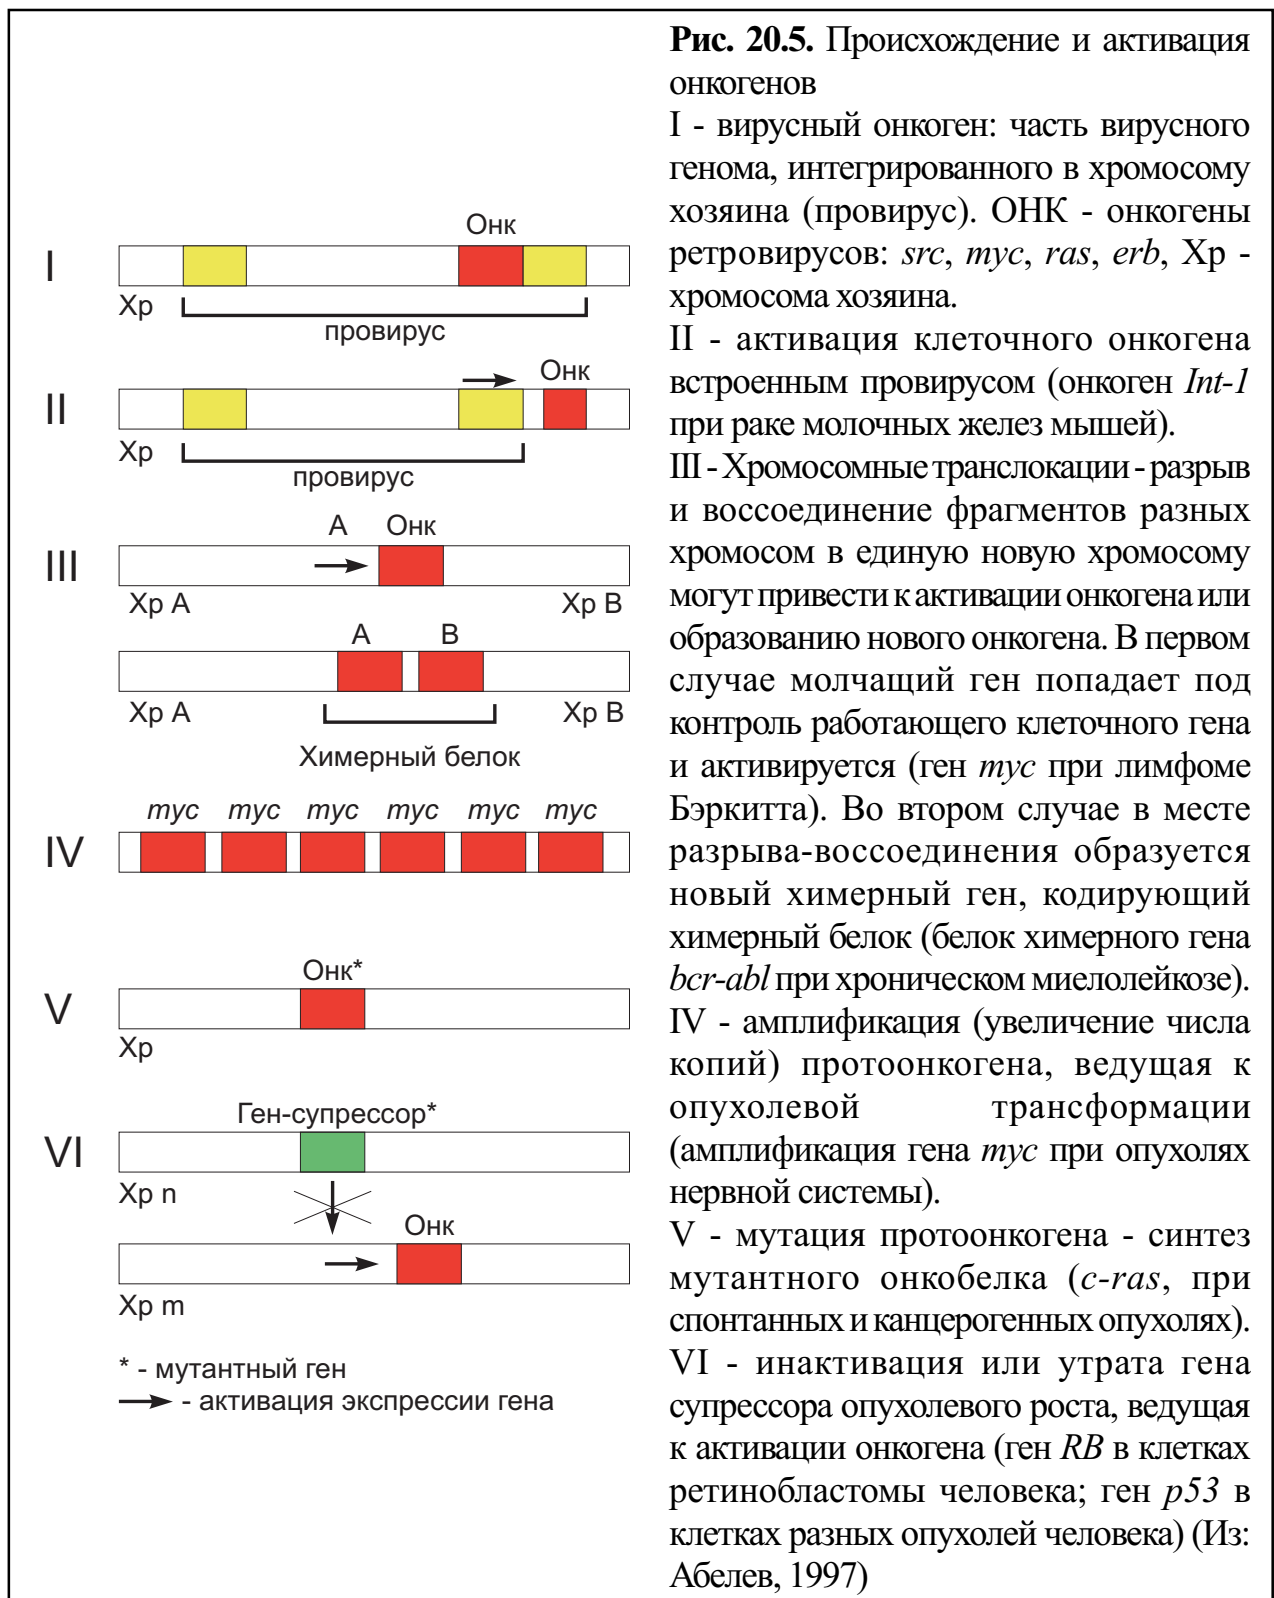 Рис. 20.5. Происхождение и активация
онкогенов
I - вирусный онкоген: часть вирусного
генома, интегрированного в хромосому
хозяина (провирус). ОНК - онкогены
ретровирусов: src, myc, ras, erb, Хр -
хромосома хозяина.
II - активация клеточного онкогена
встроенным провирусом (онкоген Int-1
при раке молочных желез мышей).
III - Хромосомные транслокации - разрыв
и воссоединение фрагментов разных
хромосом в единую новую хромосому
могут привести к активации онкогена или
образованию нового онкогена. В первом
случае молчащий ген попадает под
контроль работающего клеточного гена
и активируется (ген myc при лимфоме
Бэркитта). Во втором случае в месте
разрыва-воссоединения образуется
новый химерный ген, кодирующий
химерный белок (белок химерного гена
bcr-abl при хроническом миелолейкозе).
IV - амплификация (увеличение числа
копий) протоонкогена, ведущая к
опухолевой трансформации
(амплификация гена myc при опухолях
нервной системы).
V - мутация протоонкогена - синтез
мутантного онкобелка (c-ras, при
спонтанных и канцерогенных опухолях).
VI - инактивация или утрата гена
супрессора опухолевого роста, ведущая
к активации онкогена (ген RB в клетках
ретинобластомы человека; ген p53 в
клетках разных опухолей человека) (Из:
Абелев, 1997)
Онк
I
Хр
провирус
Онк
II
Хр
провирус
А Онк
III
Хр А Хр В
А В
Хр А Хр В
Химерный белок
myc myc myc myc myc myc
IV
Онк*
V
Хр
Ген-супрессор*
VI
Хр n
Онк
Хр m
* - мутантный ген
- активация экспрессии гена